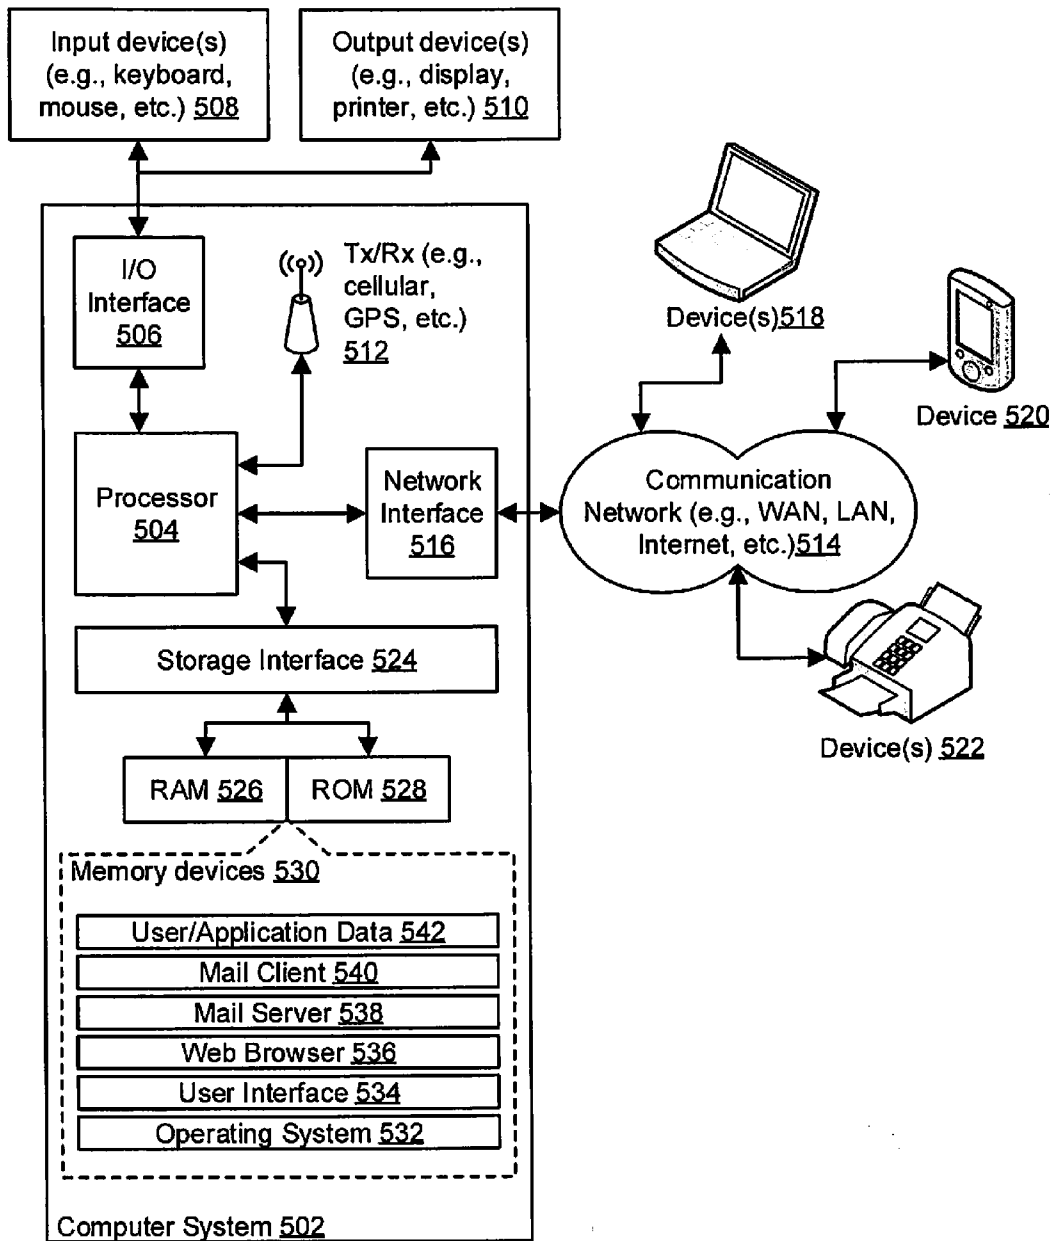 Input device(s)
(e.g., keyboard,
mouse, etc.) 508
Output device(s)
(e.g., display,
printer, etc.) 510
I/O
Interface
506
Tx/Rx (e.g.,
cellular,
GPS, etc.)
512
Device(s)518
Device 520
Processor
504
Network
Interface
516
Communication
Network (e.g., WAN, LAN,
Internet, etc.)514
Storage Interface 524
Device(s) 522
RAM 526
ROM 528
Memory devices 530
User/Application Data 542
Mail Client 540
Mail Server 538
Web Browser 536
User Interface 534
Operating System 532
Computer System 502